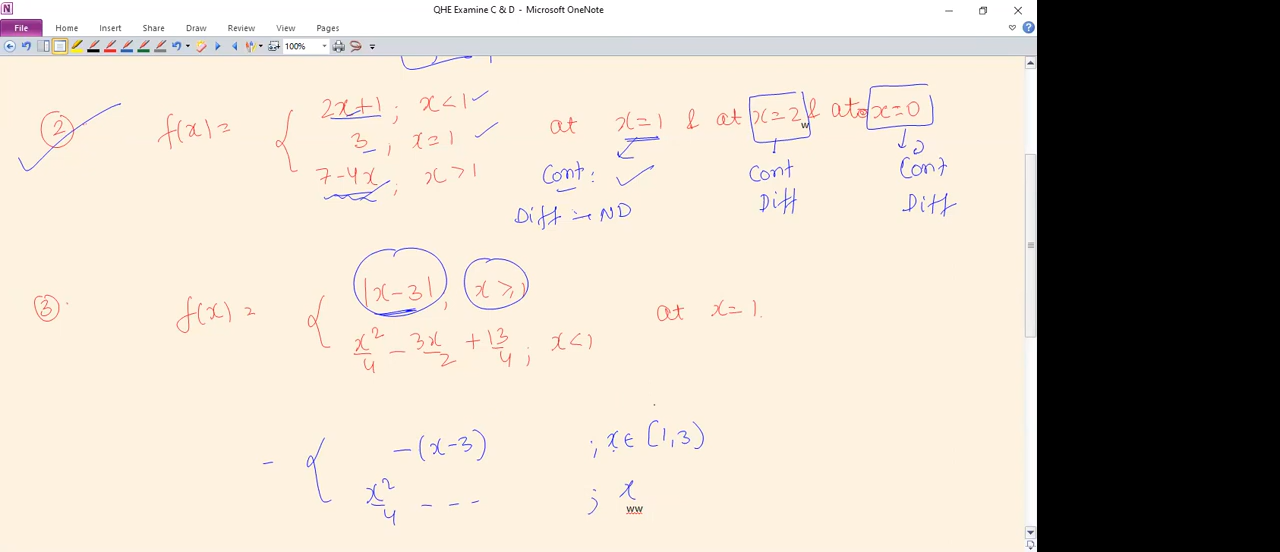 QHE Examine C & D - Microsoft OneNote
File Home Insert Draw Review View Pages
100%
② f(x) = { 2x+1 ; x<1
3 ; x=1
7-4x ; x>1
at x=1 & at x=2 & at x=0
Cont: ✓
Diff :- ND
Cont
Diff
Cont
Diff
③ f(x) = { |x-3| , x≥1
x²/4 - 3x/2 + 13/4 ; x<1
at x=1.
- { -(x-3) ; x∈[1,3)
x²/4 - - - ; x